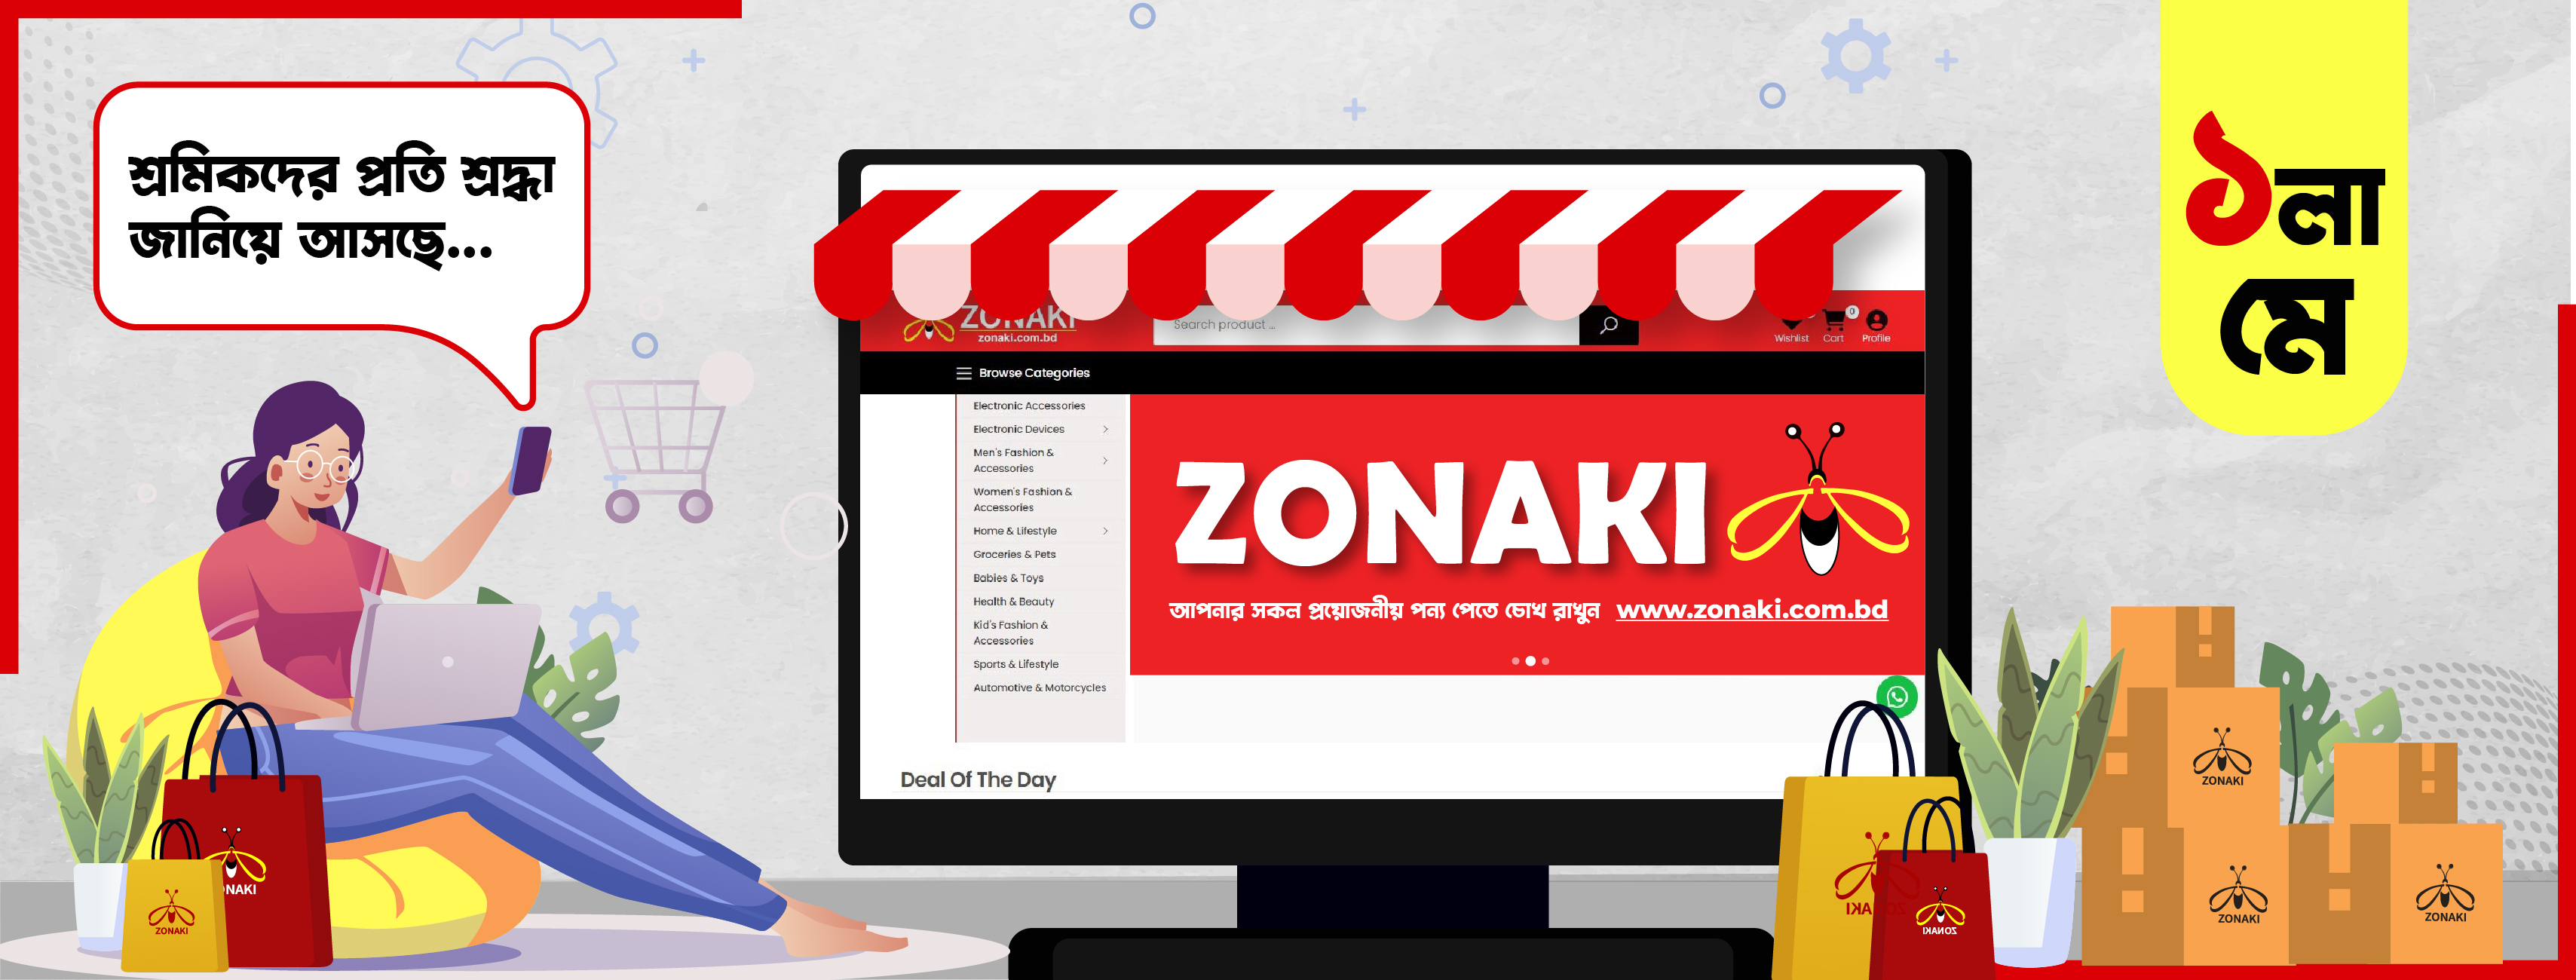 শ্রমিকদের প্রতি শ্রদ্ধা
জানিয়ে আসছে...
১লা
মে
ZONAKI
zonaki.com.bd
Search product ...
0
Wishlist
Cart
Profile
Browse Categories
Electronic Accessories
Electronic Devices
Men's Fashion &
Accessories
Women's Fashion &
Accessories
Home & Lifestyle
Groceries & Pets
Babies & Toys
Health & Beauty
Kid's Fashion &
Accessories
Sports & Lifestyle
Automotive & Motorcycles
ZONAKI
আপনার সকল প্রয়োজনীয় পন্য পেতে চোখ রাখুন www.zonaki.com.bd
Deal Of The Day
ZONAKI
ZONAKI
ZONAKI
ZONAKI
ZONAKI
ZONAKI
ZONAKI